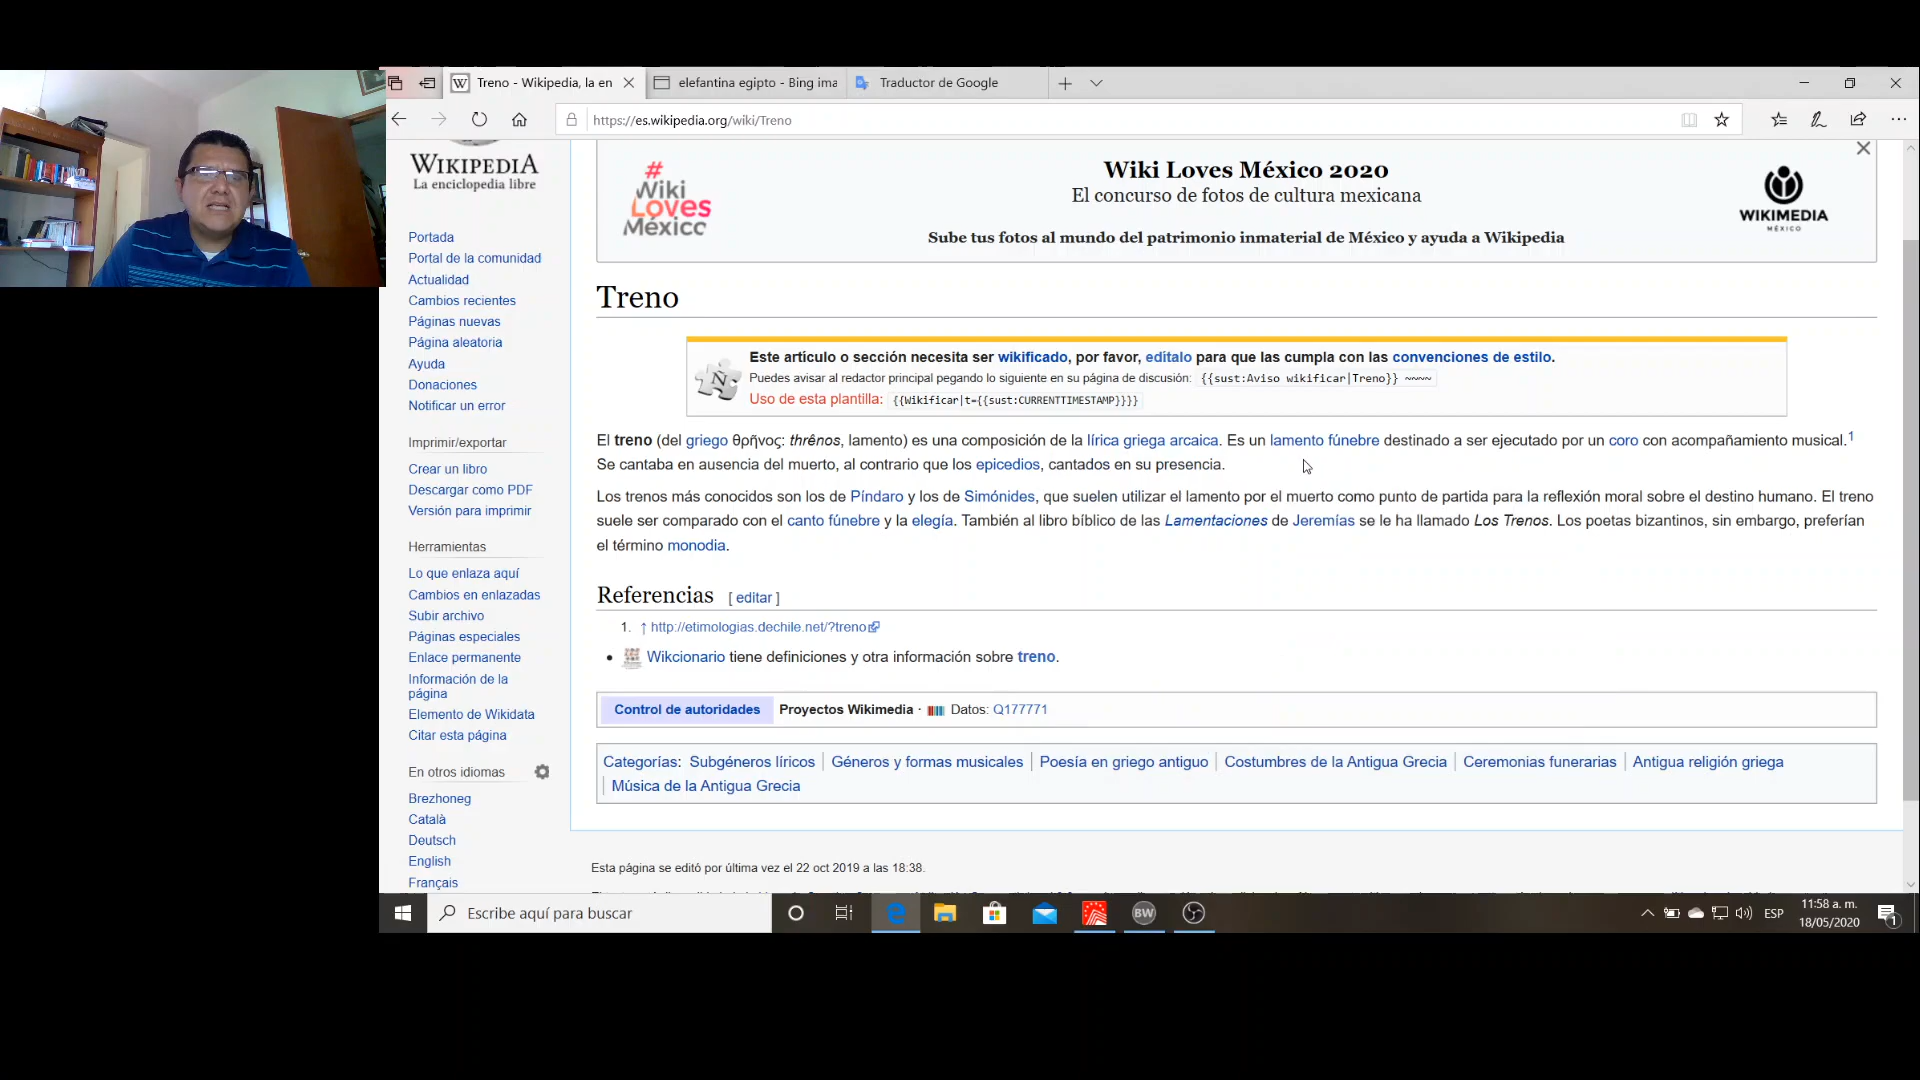 Treno - Wikipedia, la en
elefantina egipto - Bing ima
Traductor de Google
https://es.wikipedia.org/wiki/Treno
WIKIPEDIA
La enciclopedia libre
Portada
Portal de la comunidad
Actualidad
Cambios recientes
Páginas nuevas
Página aleatoria
Ayuda
Donaciones
Notificar un error
Imprimir/exportar
Crear un libro
Descargar como PDF
Versión para imprimir
Herramientas
Lo que enlaza aquí
Cambios en enlazadas
Subir archivo
Páginas especiales
Enlace permanente
Información de la
página
Elemento de Wikidata
Citar esta página
En otros idiomas
Brezhoneg
Català
Deutsch
English
Français
#
Wiki
Loves
México
Wiki Loves México 2020
El concurso de fotos de cultura mexicana
Sube tus fotos al mundo del patrimonio inmaterial de México y ayuda a Wikipedia
WIKIMEDIA
MÉXICO
Treno
Este artículo o sección necesita ser wikificado, por favor, edítalo para que las cumpla con las convenciones de estilo.
Puedes avisar al redactor principal pegando lo siguiente en su página de discusión: {{sust:Aviso wikificar|Treno}} ~~~~
Uso de esta plantilla: {{Wikificar|t={{sust:CURRENTTIMESTAMP}}}}
El treno (del griego θρῆνος: thrênos, lamento) es una composición de la lírica griega arcaica. Es un lamento fúnebre destinado a ser ejecutado por un coro con acompañamiento musical.1
Se cantaba en ausencia del muerto, al contrario que los epicedios, cantados en su presencia.
Los trenos más conocidos son los de Píndaro y los de Simónides, que suelen utilizar el lamento por el muerto como punto de partida para la reflexión moral sobre el destino humano. El treno
suele ser comparado con el canto fúnebre y la elegía. También al libro bíblico de las Lamentaciones de Jeremías se le ha llamado Los Trenos. Los poetas bizantinos, sin embargo, preferían
el término monodia.
Referencias [ editar ]
1. ↑ http://etimologias.dechile.net/?treno
• Wikcionario tiene definiciones y otra información sobre treno.
Control de autoridades Proyectos Wikimedia · Datos: Q177771
Categorías: Subgéneros líricos | Géneros y formas musicales | Poesía en griego antiguo | Costumbres de la Antigua Grecia | Ceremonias funerarias | Antigua religión griega
| Música de la Antigua Grecia
Esta página se editó por última vez el 22 oct 2019 a las 18:38.
Escribe aquí para buscar
BW
ESP
11:58 a. m.
18/05/2020
1